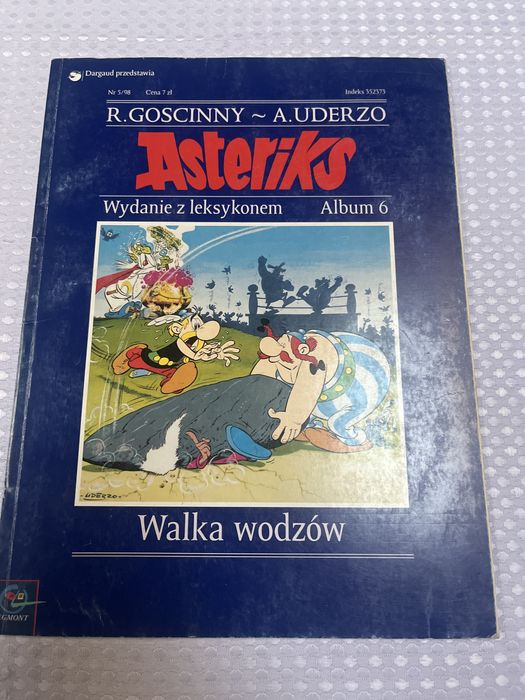 Dargaud przedstawia
Nr 5/98 Cena 7 zł Indeks 352373
R.GOSCINNY ~ A.UDERZO
Asteriks
Wydanie z leksykonem Album 6
-UDERZO-
Walka wodzów
EGMONT